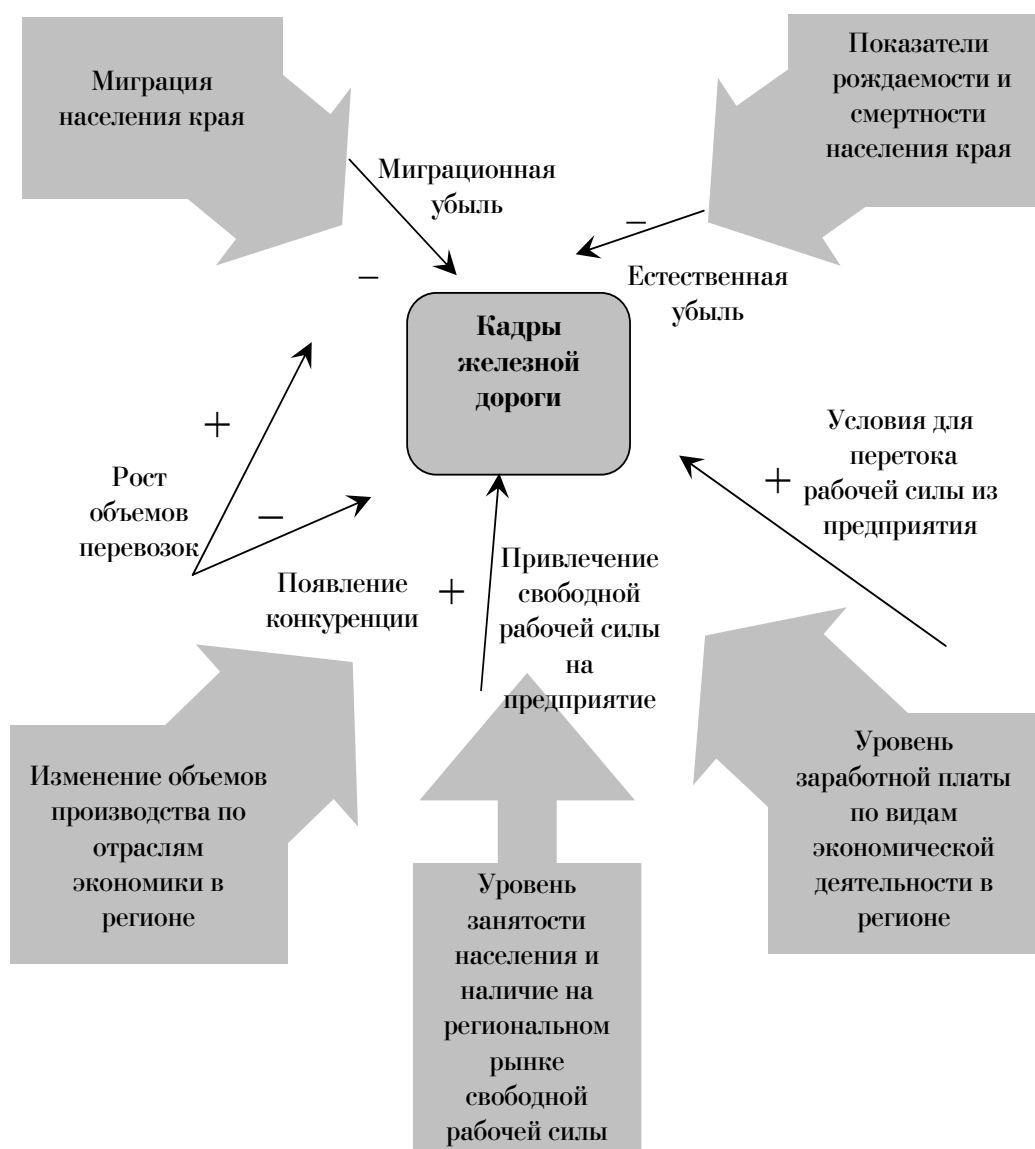 Миграция
населения края
Показатели
рождаемости и
смертности
населения края
Миграционная
убыль
–
–
Естественная
убыль
Кадры
железной
дороги
+
Рост
объемов
перевозок
–
Появление
конкуренции
+
Привлечение
свободной
рабочей силы
на
предприятие
+
Условия для
перетока
рабочей силы из
предприятия
Изменение объемов
производства по
отраслям
экономики в
регионе
Уровень
занятости
населения и
наличие на
региональном
рынке
свободной
рабочей силы
Уровень
заработной платы
по видам
экономической
деятельности в
регионе